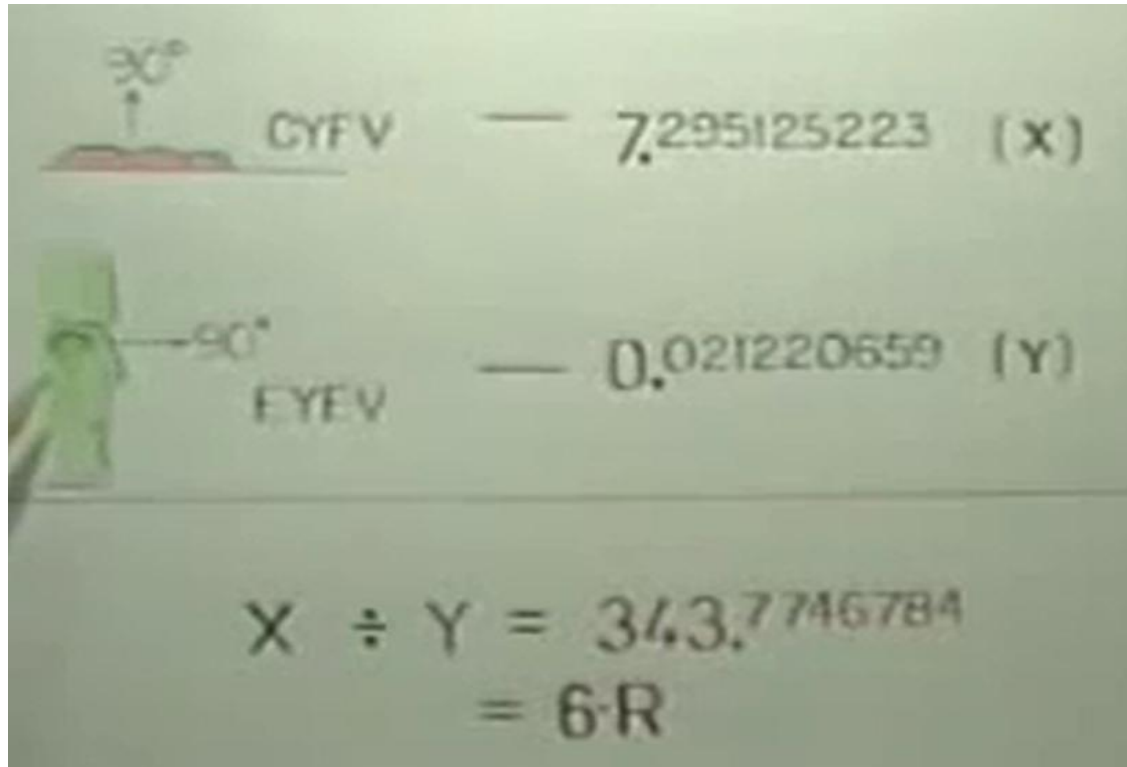 90°
CYFV — 7.295125223 (X)
90°
EYEV — 0.021220659 (Y)
X ÷ Y = 343.7746784
= 6·R